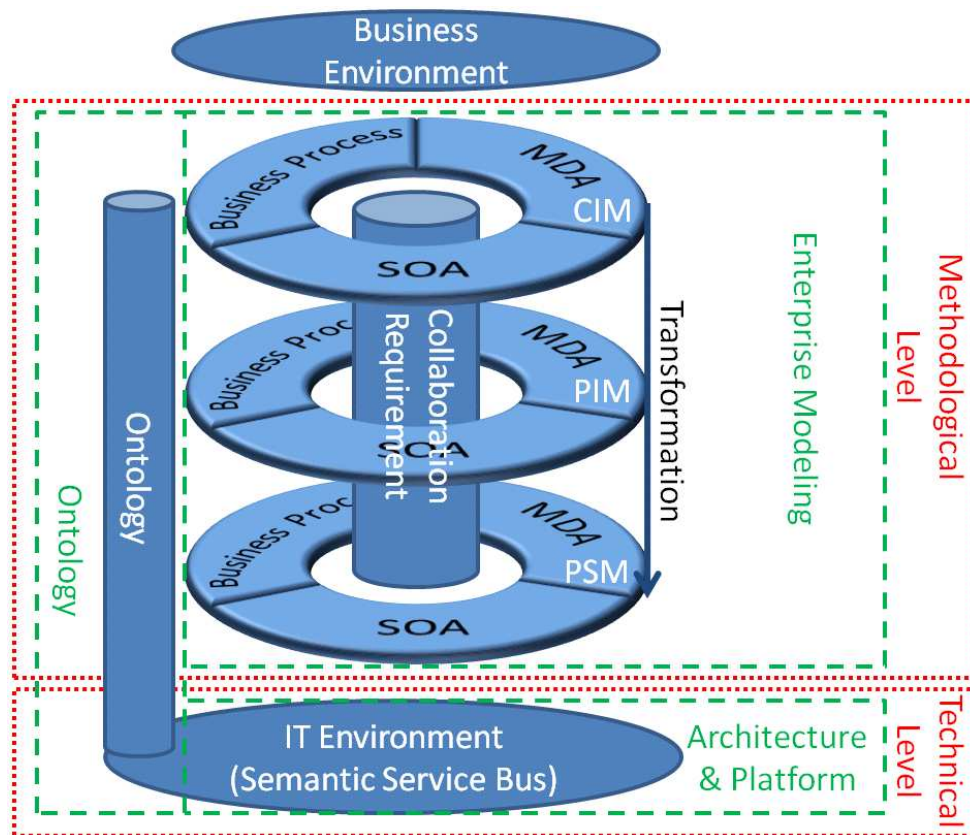 Business
Environment
Business Process
MDA
CIM
SOA
Business Proc
MDA
PIM
SOA
Business Proc
MDA
PSM
SOA
Collaboration
Requirement
Transformation
Enterprise Modeling
Methodological
Level
Ontology
Ontology
IT Environment
(Semantic Service Bus)
Architecture
& Platform
Technical
Level